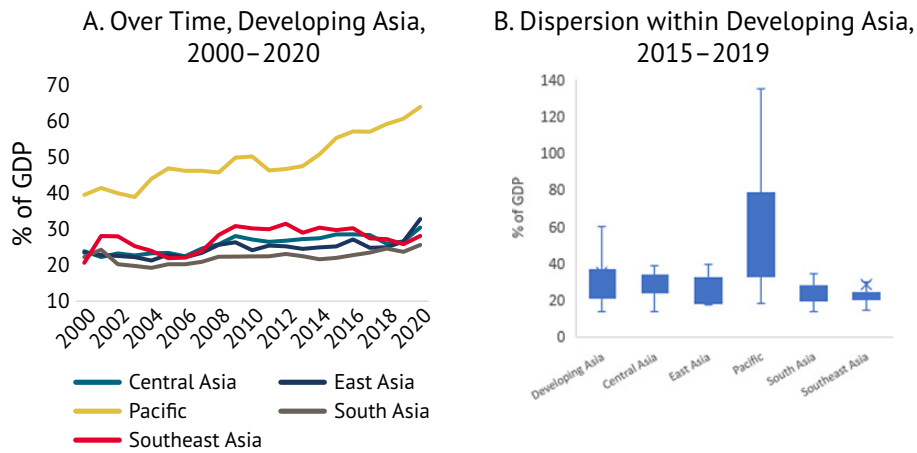 A. Over Time, Developing Asia,
2000–2020
70
60
50
40
30
20
10
% of GDP
2000
2002
2004
2006
2008
2010
2012
2014
2016
2018
2020
Central Asia
East Asia
Pacific
South Asia
Southeast Asia
B. Dispersion within Developing Asia,
2015–2019
140
120
100
80
60
40
20
0
% of GDP
Developing Asia
Central Asia
East Asia
Pacific
South Asia
Southeast Asia